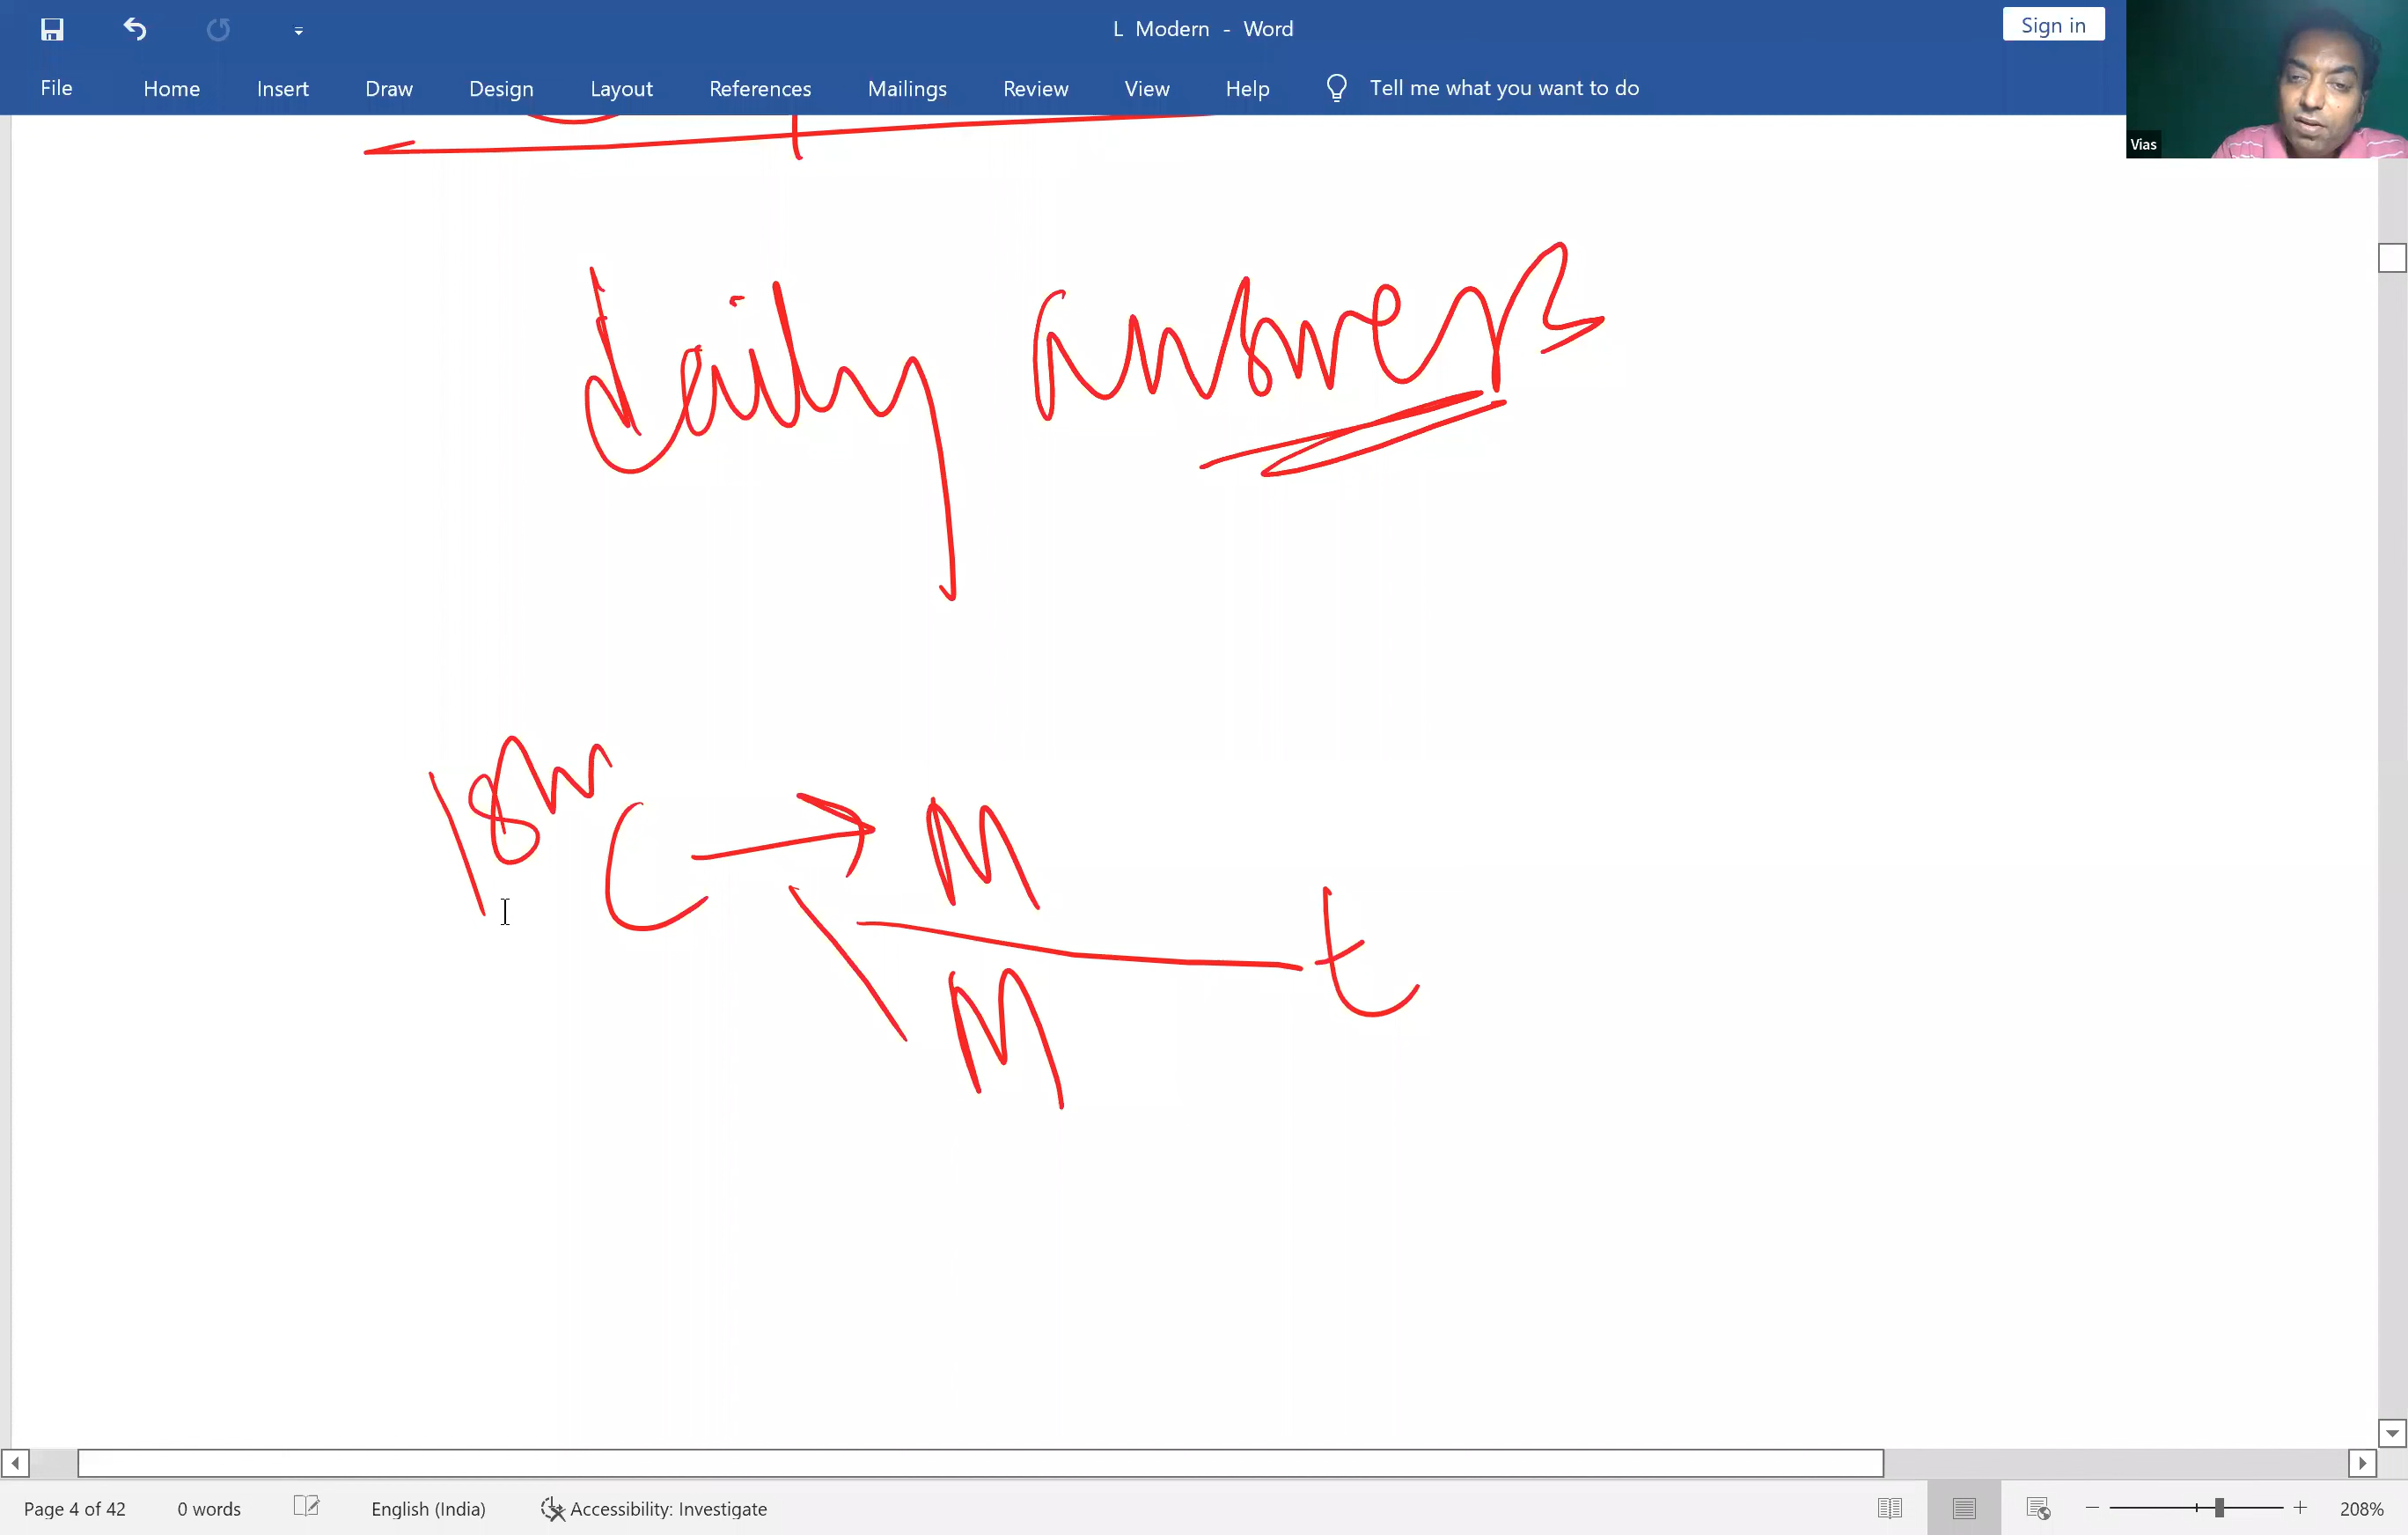 L Modern - Word
Sign in
File Home Insert Draw Design Layout References Mailings Review View Help Tell me what you want to do
Vias
daily answers
18m
C → M
t
M
Page 4 of 42 0 words English (India) Accessibility: Investigate 208%